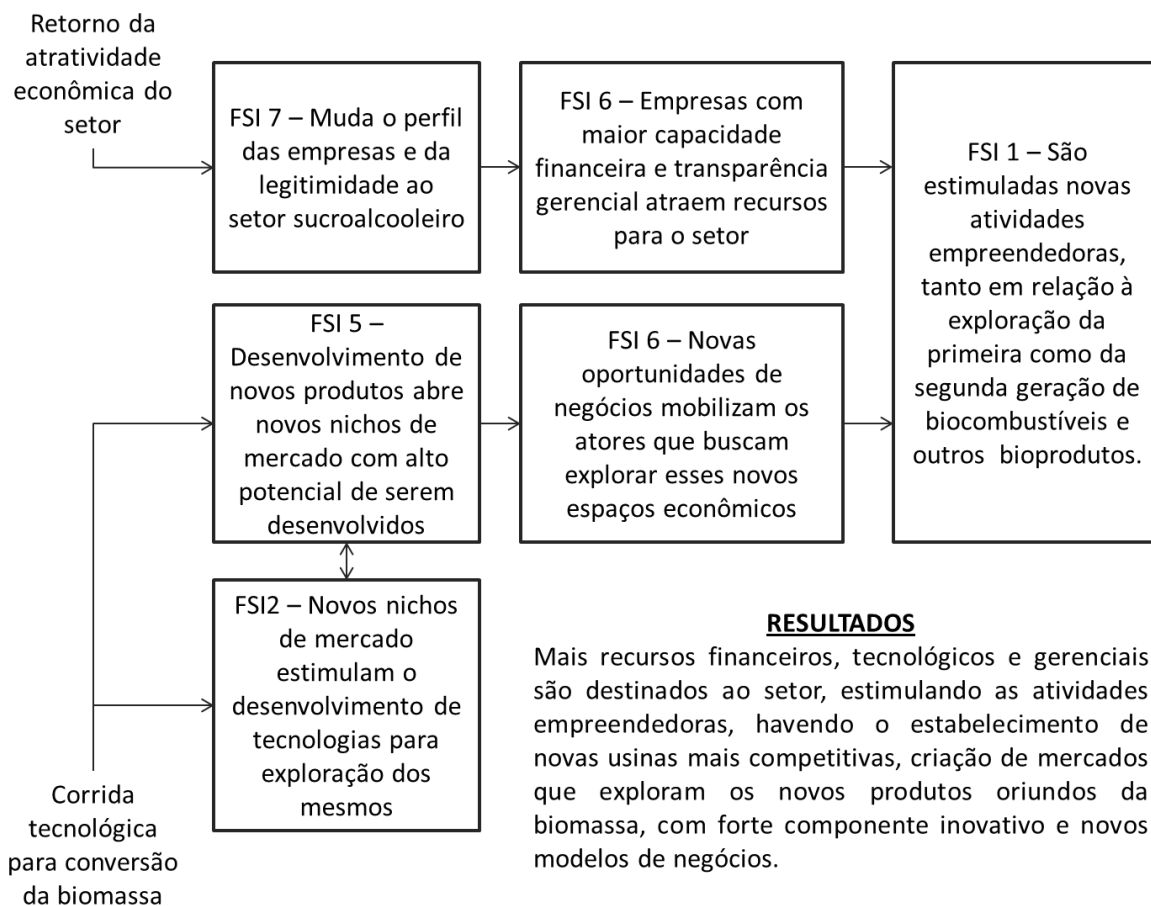 Retorno da
atratividade
econômica do
setor
FSI 7 – Muda o perfil
das empresas e da
legitimidade ao
setor sucroalcooleiro
FSI 6 – Empresas com
maior capacidade
financeira e transparência
gerencial atraem recursos
para o setor
FSI 1 – São
estimuladas novas
atividades
empreendedoras,
tanto em relação à
exploração da
primeira como da
segunda geração de
biocombustíveis e
outros bioprodutos.
FSI 5 –
Desenvolvimento de
novos produtos abre
novos nichos de
mercado com alto
potencial de serem
desenvolvidos
FSI 6 – Novas
oportunidades de
negócios mobilizam os
atores que buscam
explorar esses novos
espaços econômicos
FSI2 – Novos nichos
de mercado
estimulam o
desenvolvimento de
tecnologias para
exploração dos
mesmos
Corrida
tecnológica
para conversão
da biomassa
RESULTADOS
Mais recursos financeiros, tecnológicos e gerenciais
são destinados ao setor, estimulando as atividades
empreendedoras, havendo o estabelecimento de
novas usinas mais competitivas, criação de mercados
que exploram os novos produtos oriundos da
biomassa, com forte componente inovativo e novos
modelos de negócios.